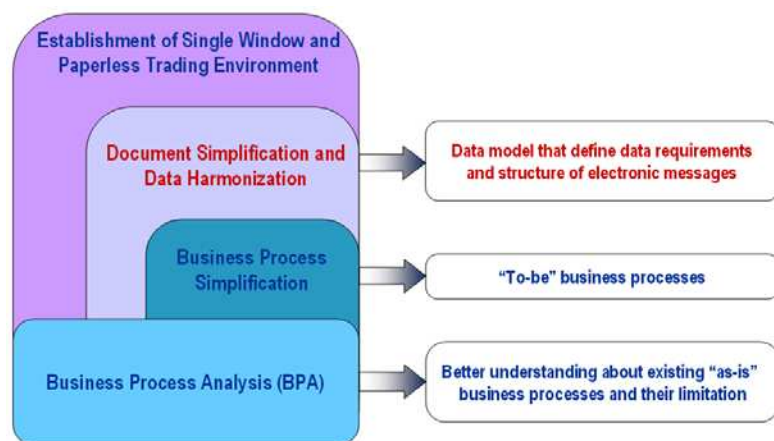 Establishment of Single Window and
Paperless Trading Environment
Document Simplification and
Data Harmonization
Data model that define data requirements
and structure of electronic messages
Business Process
Simplification
“To-be” business processes
Business Process Analysis (BPA)
Better understanding about existing “as-is”
business processes and their limitation